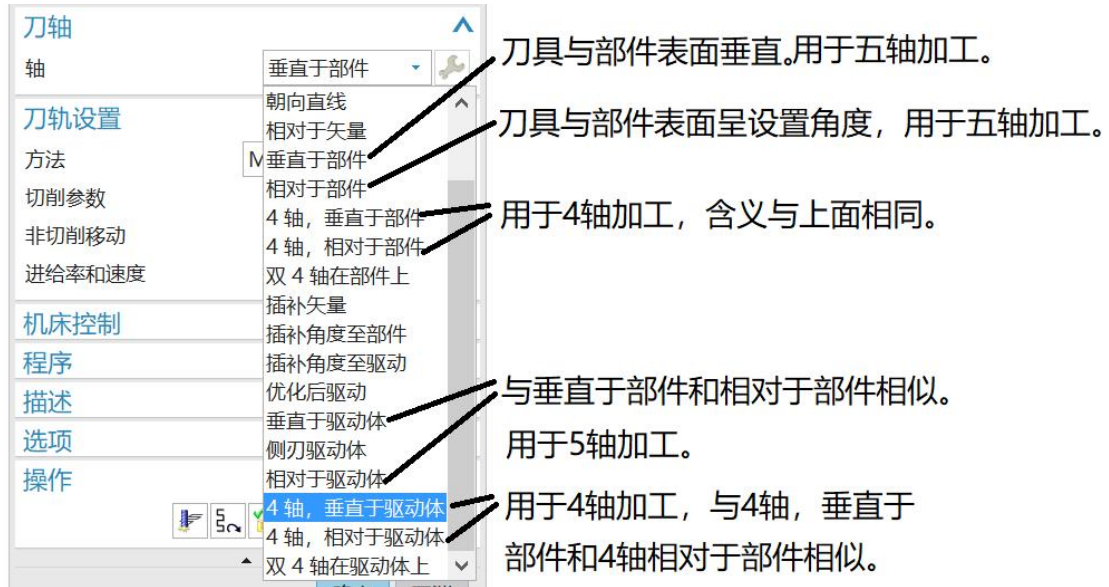 刀轴
轴
垂直于部件
刀具与部件表面垂直。用于五轴加工。
朝向直线
刀轨设置
相对于矢量
刀具与部件表面呈设置角度，用于五轴加工。
方法
M
垂直于部件
相对于部件
切削参数
4 轴，垂直于部件
用于4轴加工，含义与上面相同。
非切削移动
4 轴，相对于部件
进给率和速度
双 4 轴在部件上
插补矢量
机床控制
插补角度至部件
程序
插补角度至驱动
描述
优化后驱动
与垂直于部件和相对于部件相似。
垂直于驱动体
选项
侧刃驱动体
用于5轴加工。
操作
相对于驱动体
4 轴，垂直于驱动体
用于4轴加工，与4轴，垂直于
4 轴，相对于驱动体
部件和4轴相对于部件相似。
双 4 轴在驱动体上